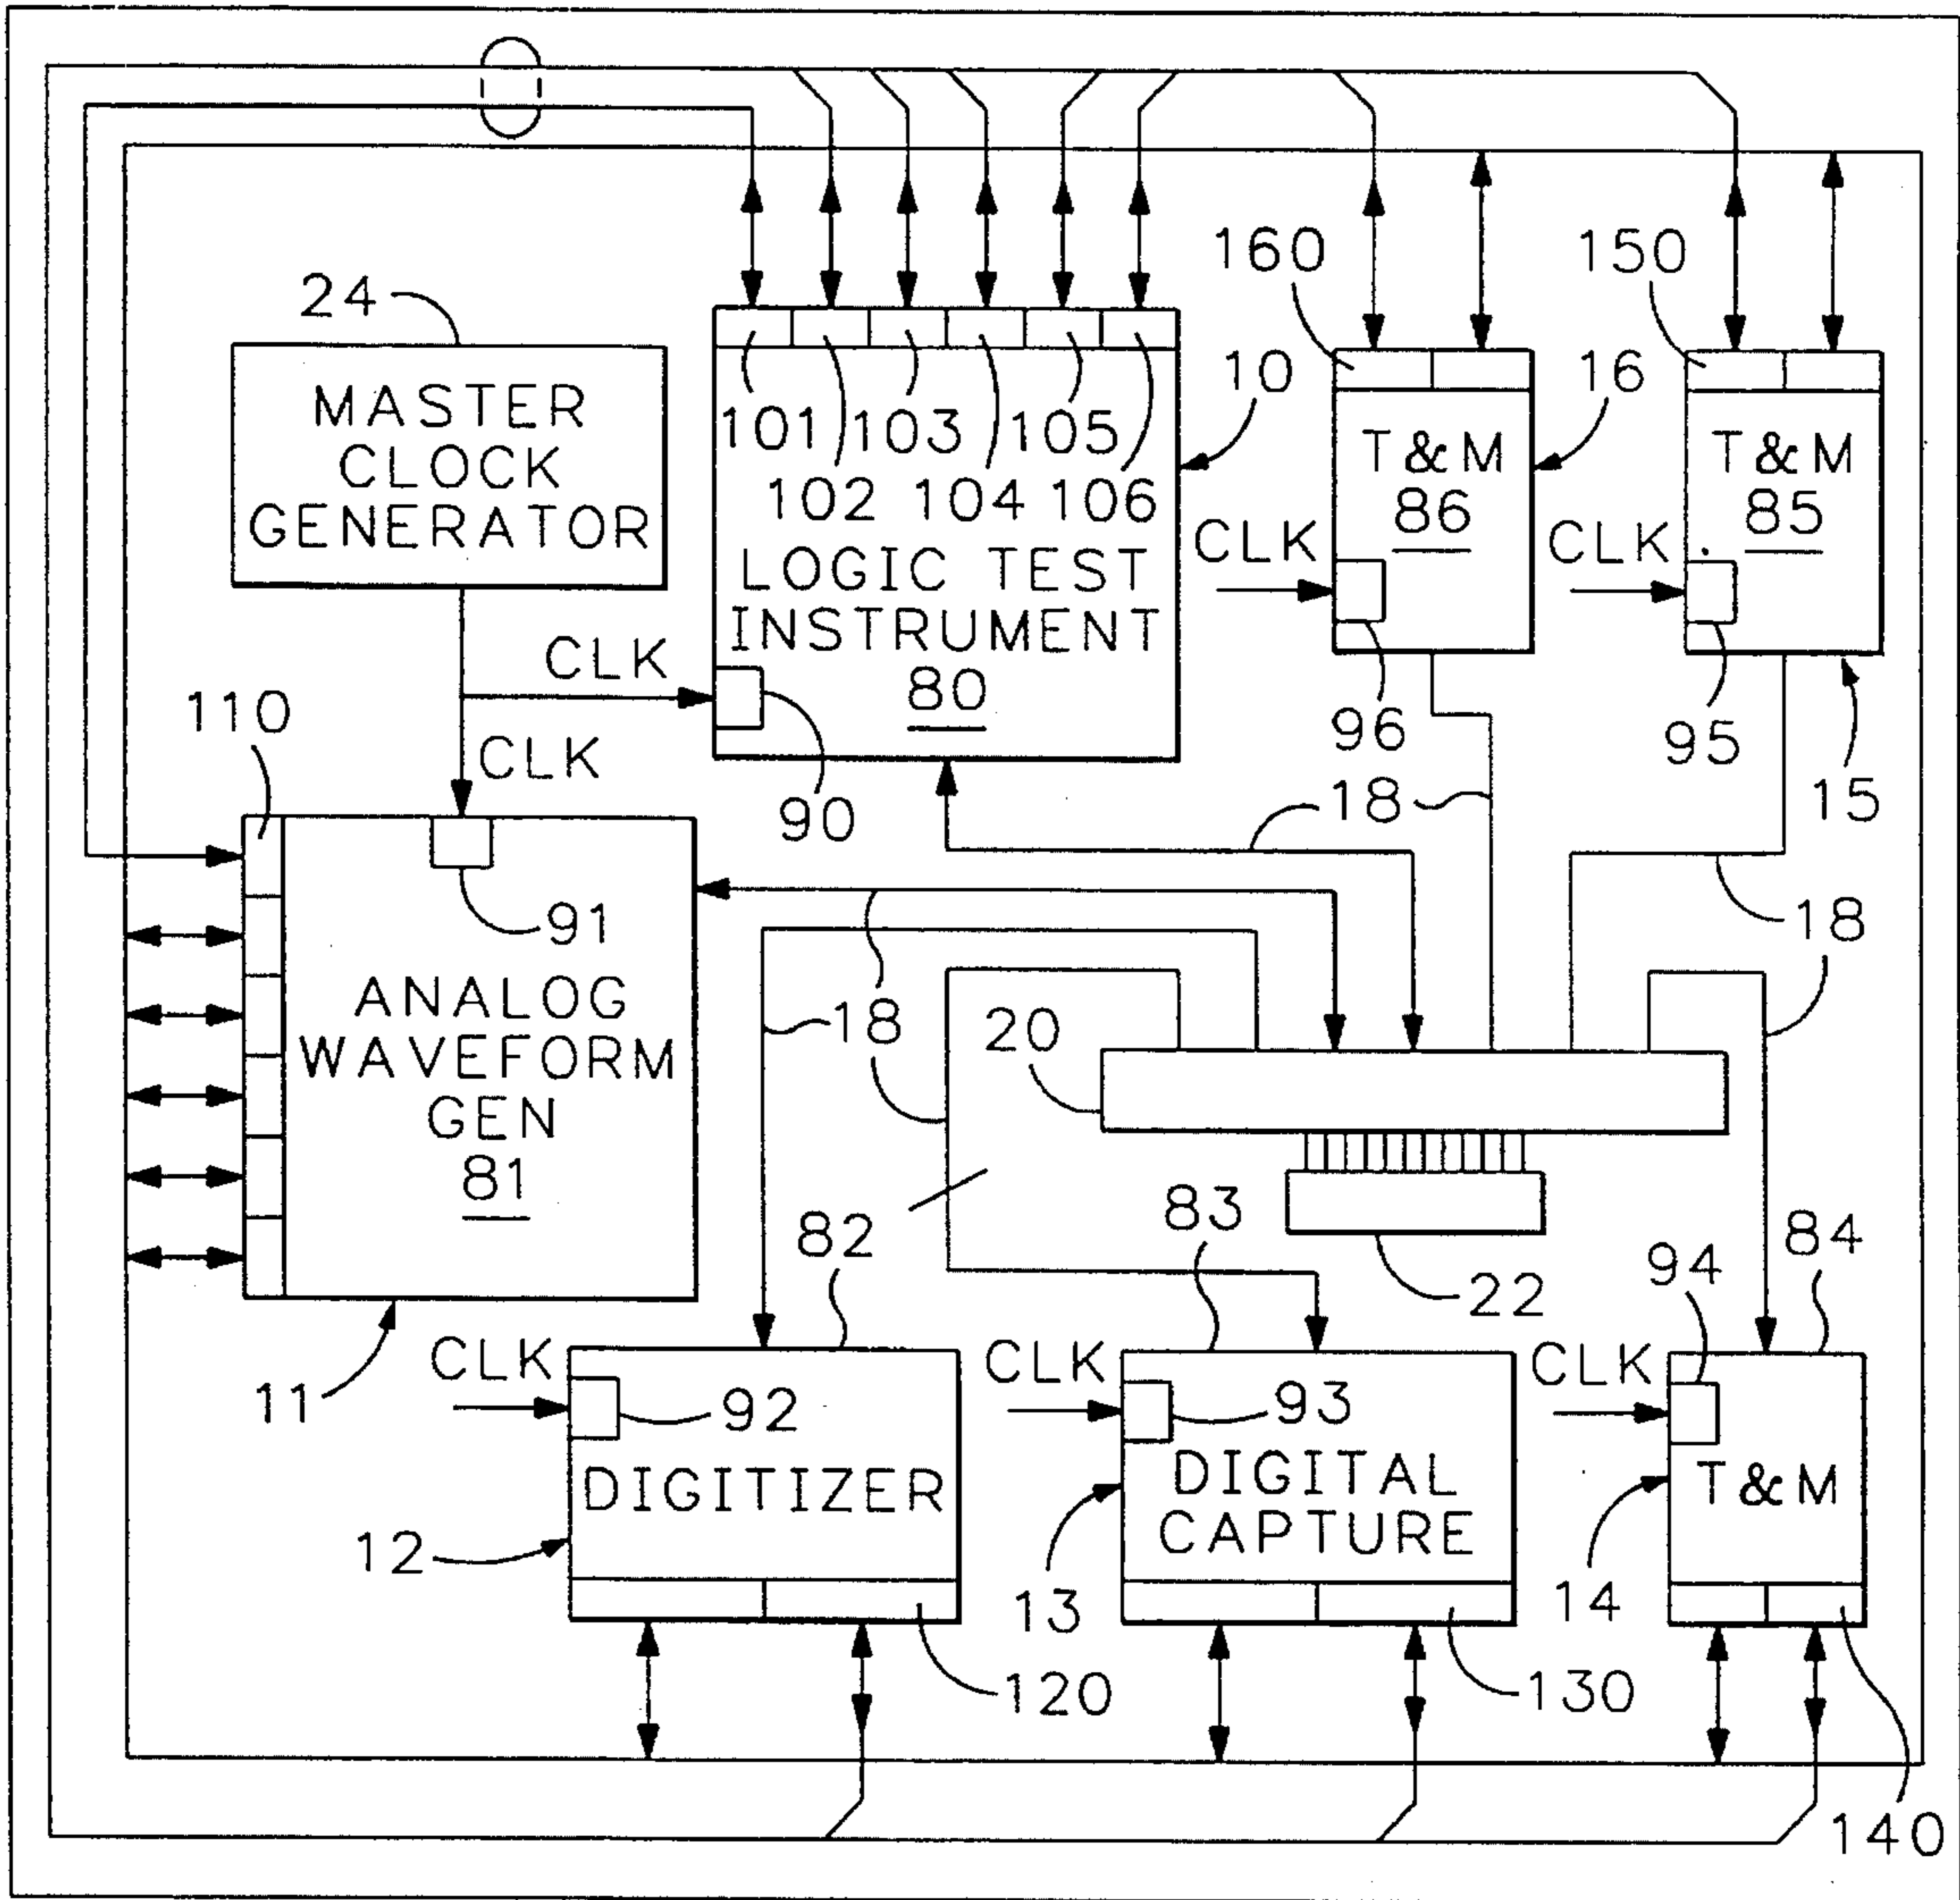 160
150
24
MASTER
CLOCK
GENERATOR
101
103
105
102
104
106
10
LOGIC TEST
INSTRUMENT
80
T&M
86
16
T&M
85
CLK
CLK
CLK
CLK
90
96
95
15
110
18
18
91
ANALOG
WAVEFORM
GEN
81
18
20
18
82
83
22
94
84
11
CLK
92
DIGITIZER
12
120
CLK
93
DIGITAL
CAPTURE
13
130
CLK
T&M
14
140